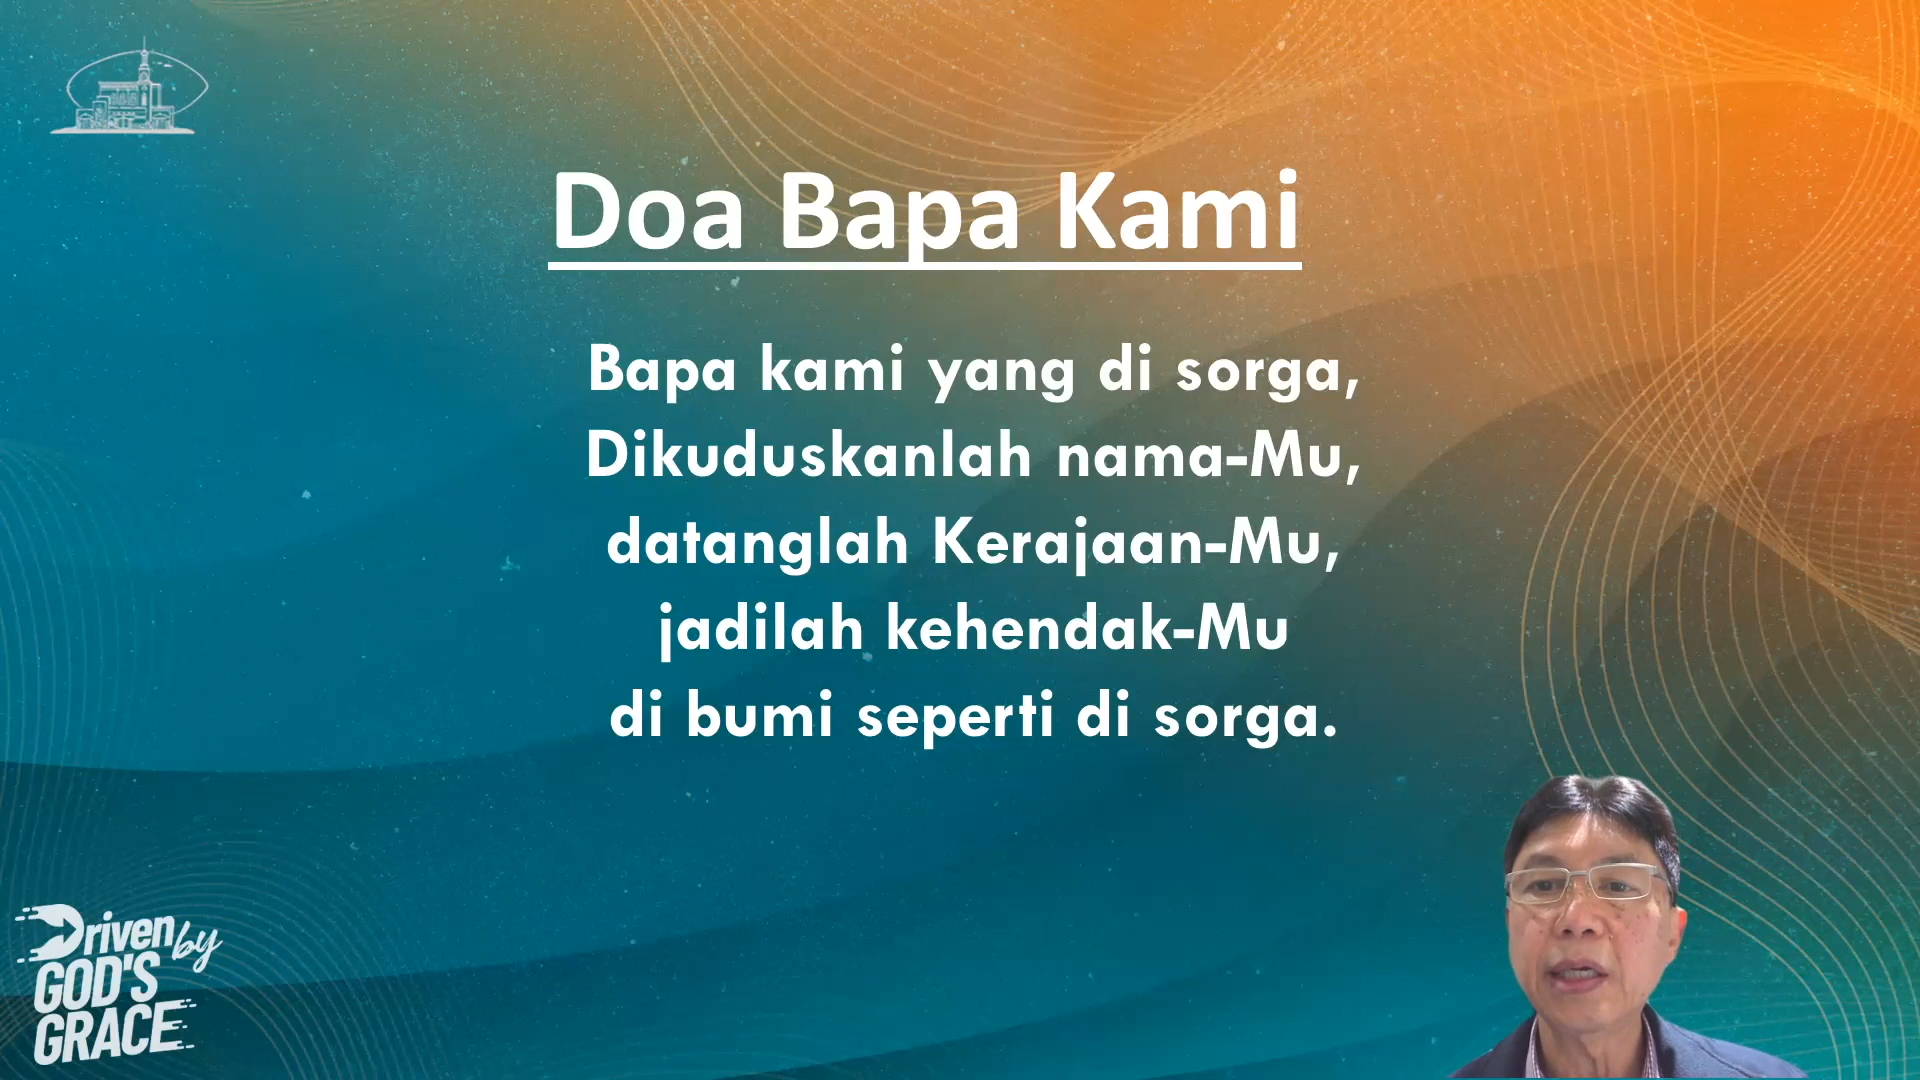 Doa Bapa Kami
Bapa kami yang di sorga,
Dikuduskanlah nama-Mu,
datanglah Kerajaan-Mu,
jadilah kehendak-Mu
di bumi seperti di sorga.
Driven by
GOD'S
GRACE